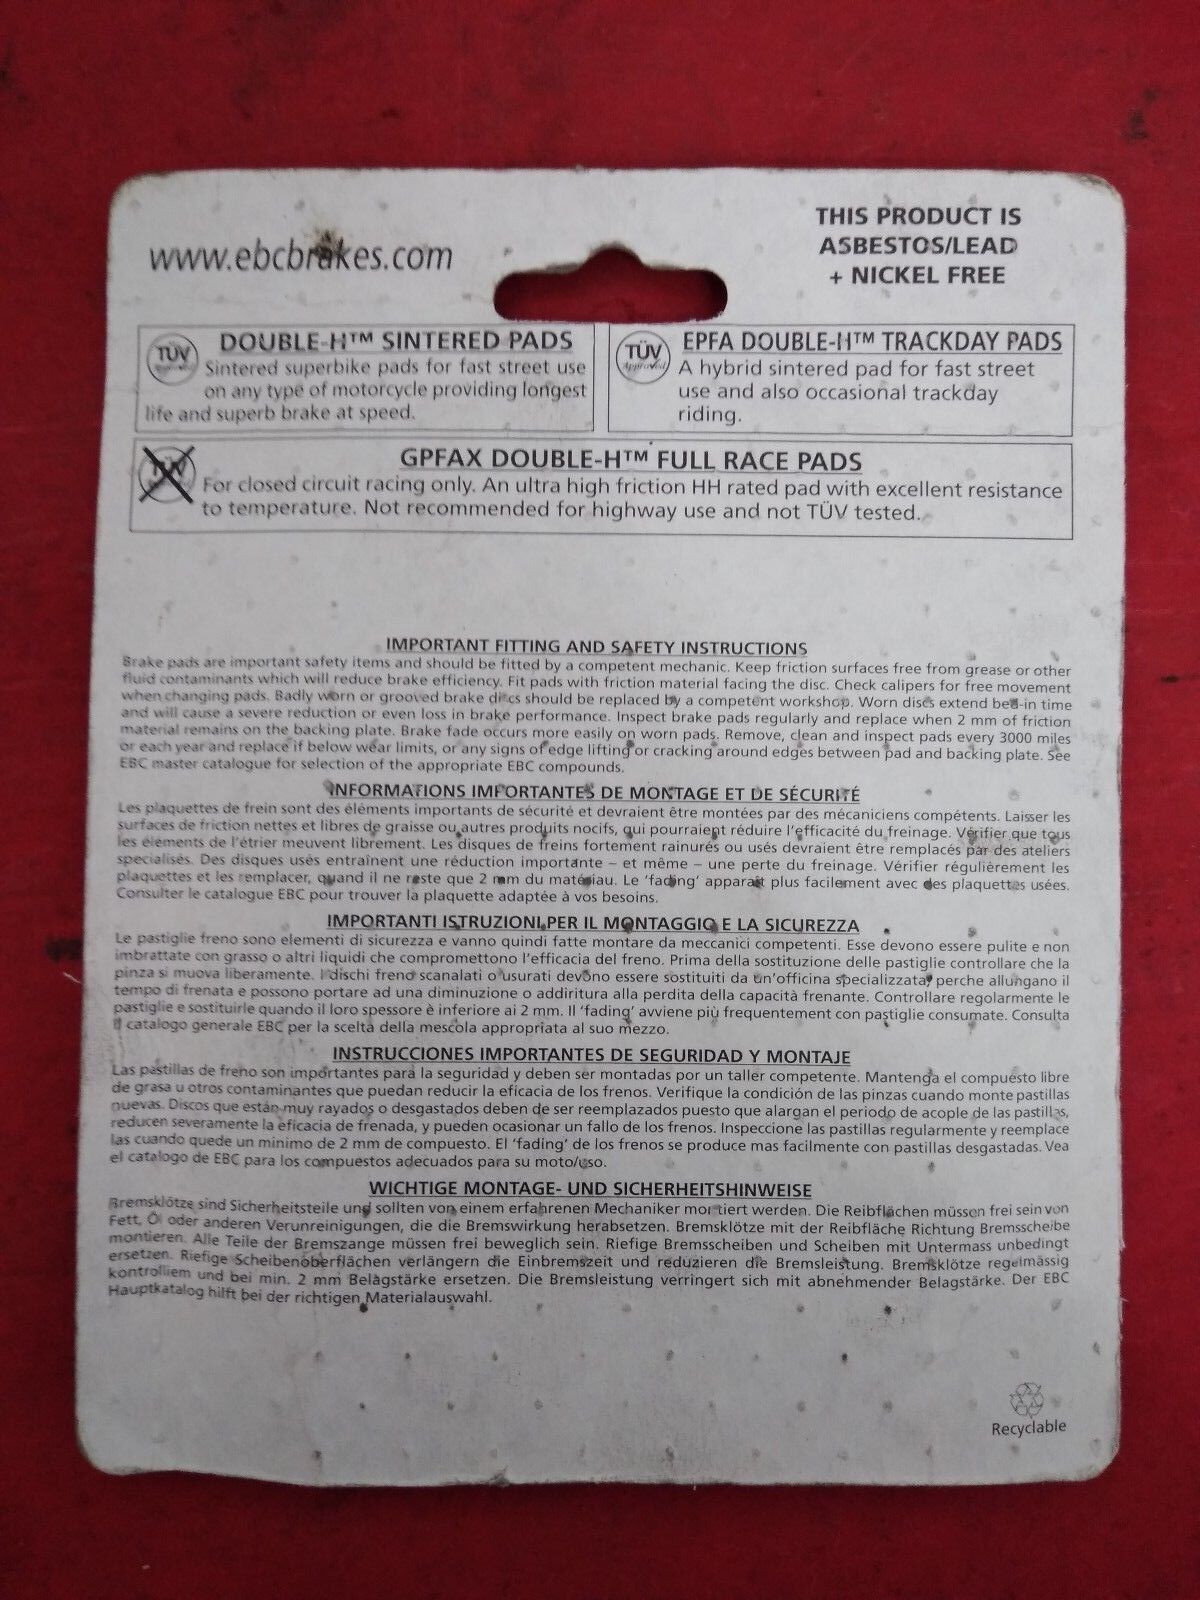 www.ebcbrakes.com
THIS PRODUCT IS
ASBESTOS/LEAD
+ NICKEL FREE
TÜV
DOUBLE-H™ SINTERED PADS
Sintered superbike pads for fast street use
on any type of motorcycle providing longest
life and superb brake at speed.
TÜV
Approved
EPFA DOUBLE-H™ TRACKDAY PADS
A hybrid sintered pad for fast street
use and also occasional trackday
riding.
GPFAX DOUBLE-H™ FULL RACE PADS
For closed circuit racing only. An ultra high friction HH rated pad with excellent resistance
to temperature. Not recommended for highway use and not TÜV tested.
IMPORTANT FITTING AND SAFETY INSTRUCTIONS
Brake pads are important safety items and should be fitted by a competent mechanic. Keep friction surfaces free from grease or other
fluid contaminants which will reduce brake efficiency. Fit pads with friction material facing the disc. Check calipers for free movement
when changing pads. Badly worn or grooved brake discs should be replaced by a competent workshop. Worn discs extend bed-in time
and will cause a severe reduction or even loss in brake performance. Inspect brake pads regularly and replace when 2 mm of friction
material remains on the backing plate. Brake fade occurs more easily on worn pads. Remove, clean and inspect pads every 3000 miles
or each year and replace if below wear limits, or any signs of edge lifting or cracking around edges between pad and backing plate. See
EBC master catalogue for selection of the appropriate EBC compounds.
INFORMATIONS IMPORTANTES DE MONTAGE ET DE SÉCURITÉ
Les plaquettes de frein sont des éléments importants de sécurité et devraient être montées par des mécaniciens compétents. Laisser les
surfaces de friction nettes et libres de graisse ou autres produits nocifs, qui pourraient réduire l'efficacité du freinage. Vérifier que tous
les élements de l'étrier meuvent librement. Les disques de freins fortement rainurés ou usés devraient être remplacés par des ateliers
specialisés. Des disques usés entraînent une réduction importante – et même – une perte du freinage. Vérifier régulièrement les
plaquettes et les remplacer, quand il ne reste que 2 mm du matériau. Le 'fading' apparaît plus facilement avec des plaquettes usées.
Consulter le catalogue EBC pour trouver la plaquette adaptée à vos besoins.
IMPORTANTI ISTRUZIONI PER IL MONTAGGIO E LA SICUREZZA
Le pastiglie freno sono elementi di sicurezza e vanno quindi fatte montare da meccanici competenti. Esse devono essere pulite e non
imbrattate con grasso o altri liquidi che compromettono l'efficacia del freno. Prima della sostituzione delle pastiglie controllare che la
pinza si muova liberamente. I dischi freno scanalati o usurati devono essere sostituiti da un'officina specializzata, perche allungano il
tempo di frenata e possono portare ad una diminuzione o addiritura alla perdita della capacità frenante. Controllare regolarmente le
pastiglie e sostituirle quando il loro spessore è inferiore ai 2 mm. Il 'fading' avviene più frequentemente con pastiglie consumate. Consulta
il catalogo generale EBC per la scelta della mescola appropriata al suo mezzo.
INSTRUCCIONES IMPORTANTES DE SEGURIDAD Y MONTAJE
Las pastillas de freno son importantes para la seguridad y deben ser montadas por un taller competente. Mantenga el compuesto libre
de grasa u otros contaminantes que puedan reducir la eficacia de los frenos. Verifique la condición de las pinzas cuando monte pastillas
nuevas. Discos que están muy rayados o desgastados deben de ser reemplazados puesto que alargan el periodo de acople de las pastillas,
reducen severamente la eficacia de frenada, y pueden ocasionar un fallo de los frenos. Inspeccione las pastillas regularmente y reemplace
las cuando quede un minimo de 2 mm de compuesto. El 'fading' de los frenos se produce mas facilmente con pastillas desgastadas. Vea
el catalogo de EBC para los compuestos adecuados para su moto/uso.
WICHTIGE MONTAGE- UND SICHERHEITSHINWEISE
Bremsklötze sind Sicherheitsteile und sollten von einem erfahrenen Mechaniker montiert werden. Die Reibflächen müssen frei sein von
Fett, Öl oder anderen Verunreinigungen, die die Bremswirkung herabsetzen. Bremsklötze mit der Reibfläche Richtung Bremsscheibe
montieren. Alle Teile der Bremszange müssen frei beweglich sein. Riefige Bremsscheiben und Scheiben mit Untermass unbedingt
ersetzen. Riefige Scheibenoberflächen verlängern die Einbremszeit und reduzieren die Bremsleistung. Bremsklötze regelmässig
kontrolliern und bei min. 2 mm Belagstärke ersetzen. Die Bremsleistung verringert sich mit abnehmender Belagstärke. Der EBC
Hauptkatalog hilft bei der richtigen Materialauswahl.
Recyclable